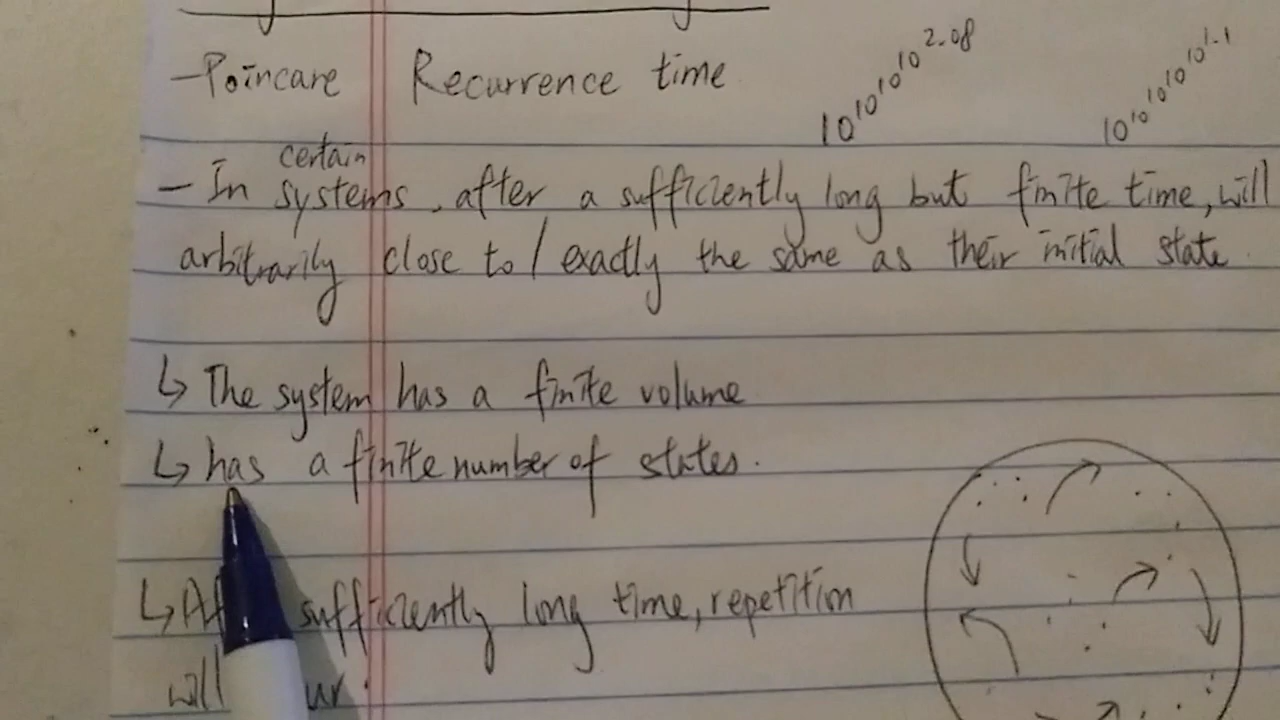 -Poincare Recurrence time 10^10^10^10^2.08 10^10^10^10^10^1.1
certain
- In systems, after a sufficiently long but finite time, will
arbitrarily close to / exactly the same as their initial state.
↳ The system has a finite volume
↳ has a finite number of states.
↳ sufficiently long time, repetition
will